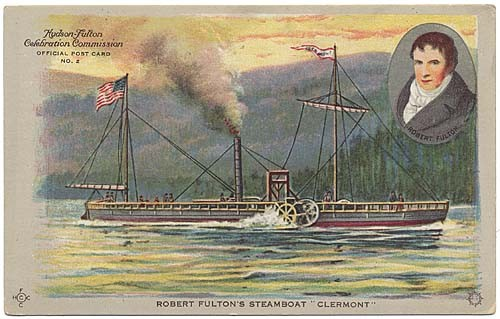 Hudson-Fulton
Celebration Commission
OFFICIAL POST CARD
NO. 2
ROBERT FULTON
ROBERT FULTON'S STEAMBOAT "CLERMONT"